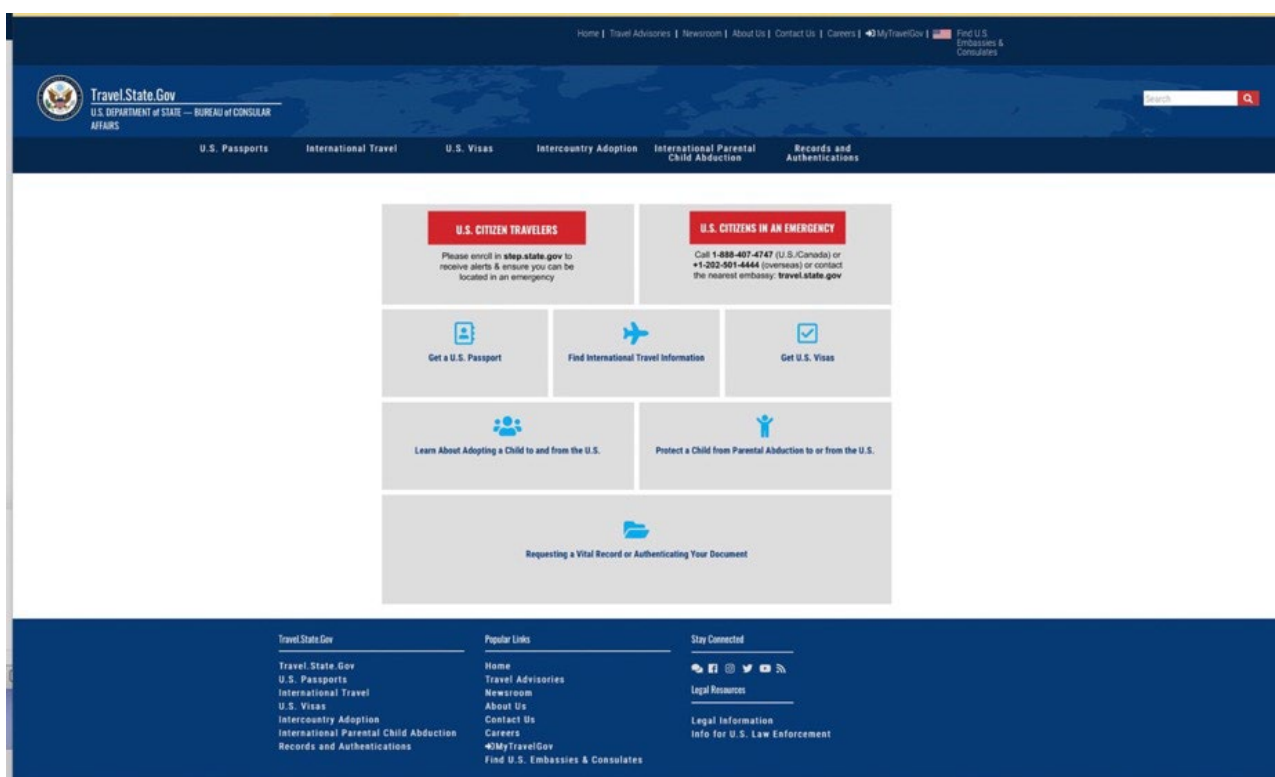 Home | Travel Advisories | Newsroom | About Us | Contact Us | Careers | MyTravelGov | Find U.S.
Embassies &
Consulates
Travel.State.Gov
U.S. DEPARTMENT of STATE — BUREAU of CONSULAR
AFFAIRS
Search
U.S. Passports
International Travel
U.S. Visas
Intercountry Adoption
International Parental
Child Abduction
Records and
Authentications
U.S. CITIZEN TRAVELERS
Please enroll in step.state.gov to
receive alerts & ensure you can be
located in an emergency
U.S. CITIZENS IN AN EMERGENCY
Call 1-888-407-4747 (U.S./Canada) or
+1-202-501-4444 (overseas) or contact
the nearest embassy: travel.state.gov
Get a U.S. Passport
Find International Travel Information
Get U.S. Visas
Learn About Adopting a Child to and from the U.S.
Protect a Child from Parental Abduction to or from the U.S.
Requesting a Vital Record or Authenticating Your Document
Travel.State.Gov
Travel.State.Gov
U.S. Passports
International Travel
U.S. Visas
Intercountry Adoption
International Parental Child Abduction
Records and Authentications
Popular Links
Home
Travel Advisories
Newsroom
About Us
Contact Us
Careers
MyTravelGov
Find U.S. Embassies & Consulates
Stay Connected
Legal Resources
Legal Information
Info for U.S. Law Enforcement